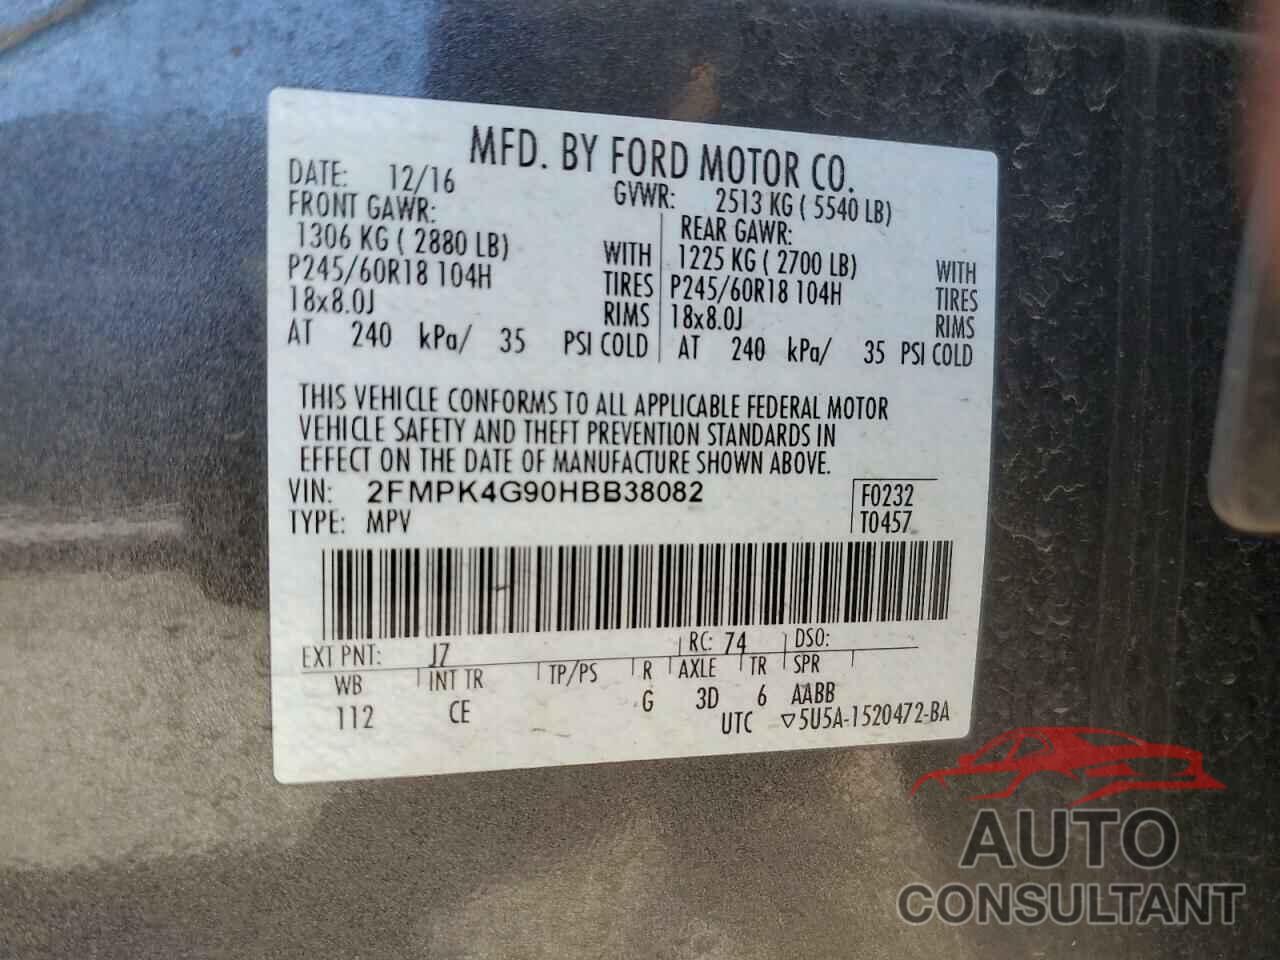 MFD. BY FORD MOTOR CO.
DATE: 12/16 GVWR: 2513 KG ( 5540 LB)
FRONT GAWR: REAR GAWR:
1306 KG ( 2880 LB) WITH 1225 KG ( 2700 LB) WITH
P245/60R18 104H TIRES P245/60R18 104H TIRES
18x8.0J RIMS 18x8.0J RIMS
AT 240 kPa/ 35 PSI COLD AT 240 kPa/ 35 PSI COLD
THIS VEHICLE CONFORMS TO ALL APPLICABLE FEDERAL MOTOR
VEHICLE SAFETY AND THEFT PREVENTION STANDARDS IN
EFFECT ON THE DATE OF MANUFACTURE SHOWN ABOVE.
VIN: 2FMPK4G90HBB38082 F0232
TYPE: MPV T0457
EXT PNT: J7 RC: 74 DSO:
WB INT TR TP/PS R AXLE TR SPR
112 CE G 3D 6 AABB
UTC ▽5U5A-1520472-BA
AUTO
CONSULTANT